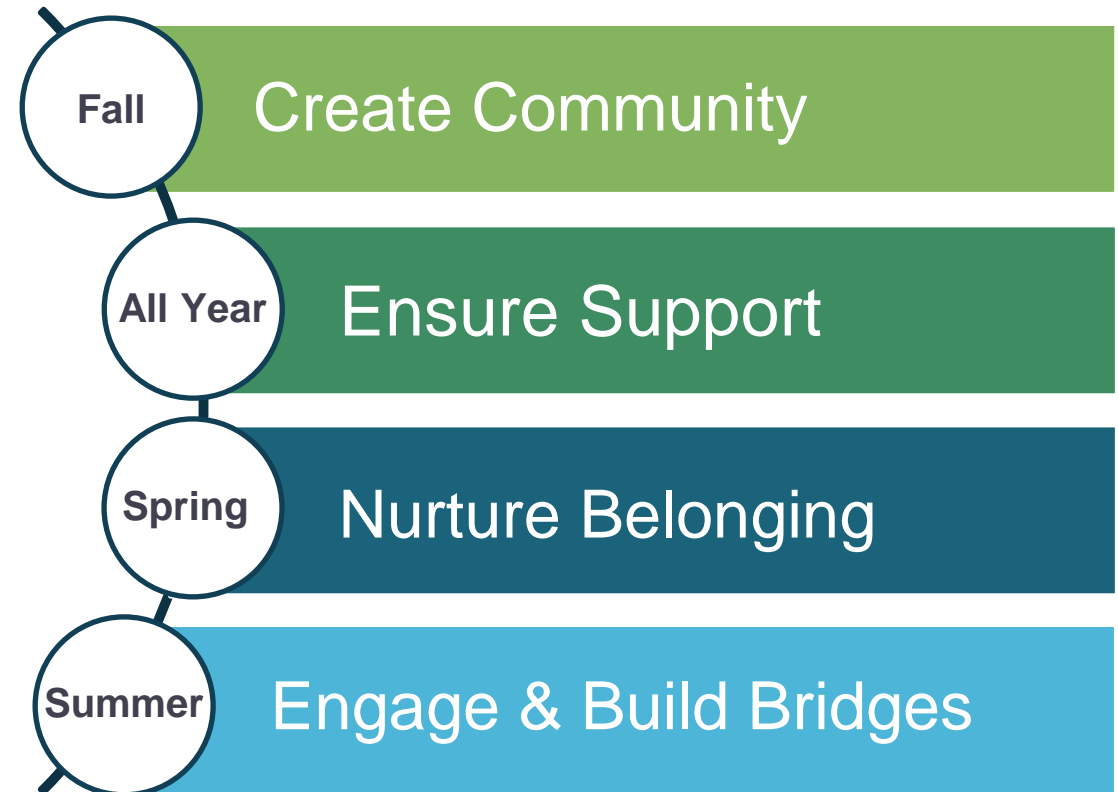 Fall
Create Community
All Year
Ensure Support
Spring
Nurture Belonging
Summer
Engage & Build Bridges